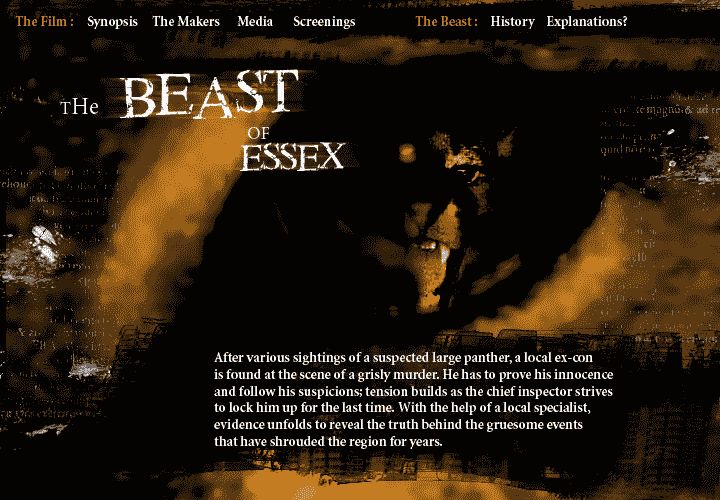 The Film : Synopsis The Makers Media Screenings The Beast : History Explanations?
THe BEAST
OF
ESSEX
After various sightings of a suspected large panther, a local ex-con
is found at the scene of a grisly murder. He has to prove his innocence
and follow his suspicions; tension builds as the chief inspector strives
to lock him up for the last time. With the help of a local specialist,
evidence unfolds to reveal the truth behind the gruesome events
that have shrouded the region for years.